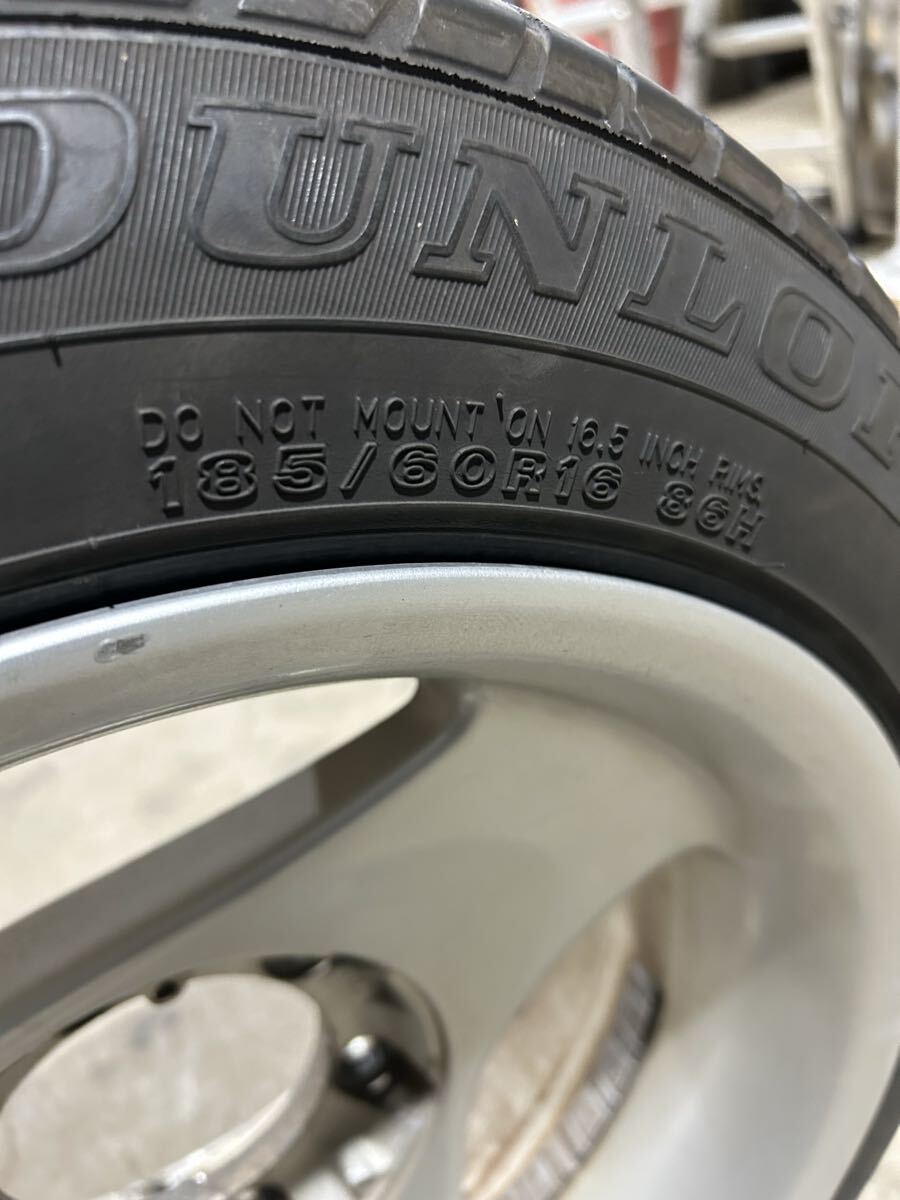 DUNLOP
DO NOT MOUNT ON 16.5 INCH RIMS.
185/60R16 86H